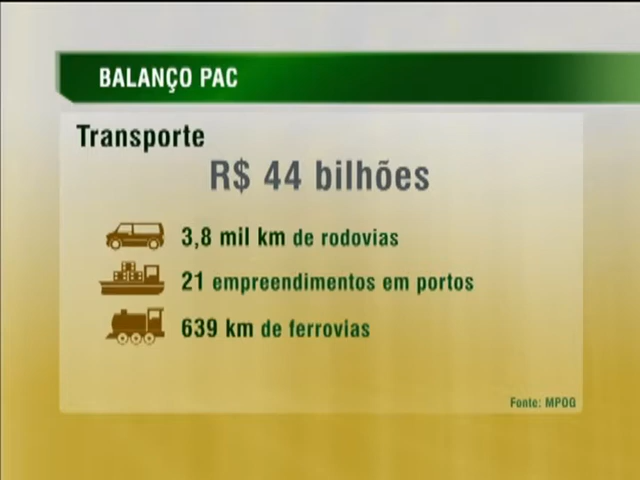 BALANÇO PAC
Transporte
R$ 44 bilhões
3,8 mil km de rodovias
21 empreendimentos em portos
639 km de ferrovias
Fonte: MPOG